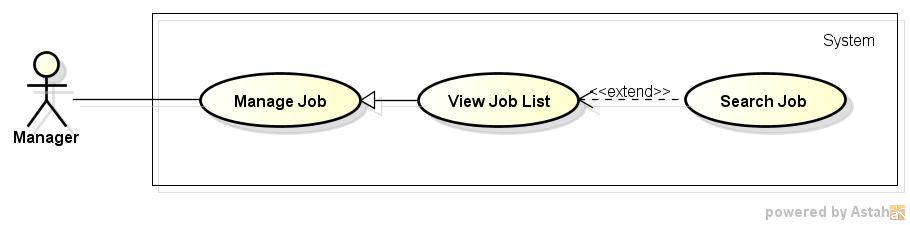 System
Manager
Manage Job
View Job List
<<extend>>
Search Job
powered by Astah